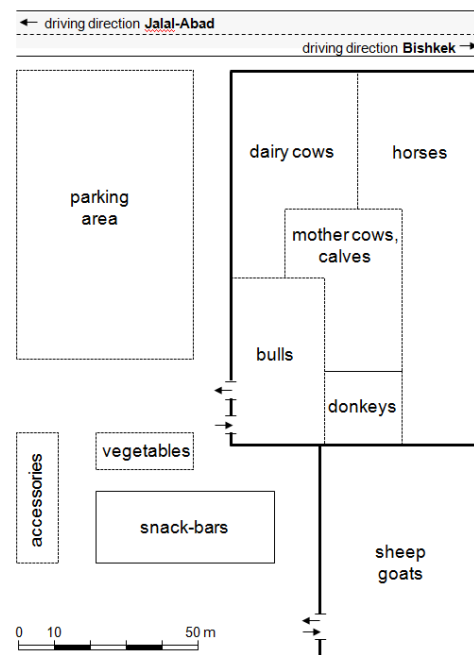 driving direction Jalal-Abad
driving direction Bishkek
dairy cows
horses
parking
area
mother cows,
calves
bulls
donkeys
vegetables
accessories
snack-bars
sheep
goats
0 10 50 m